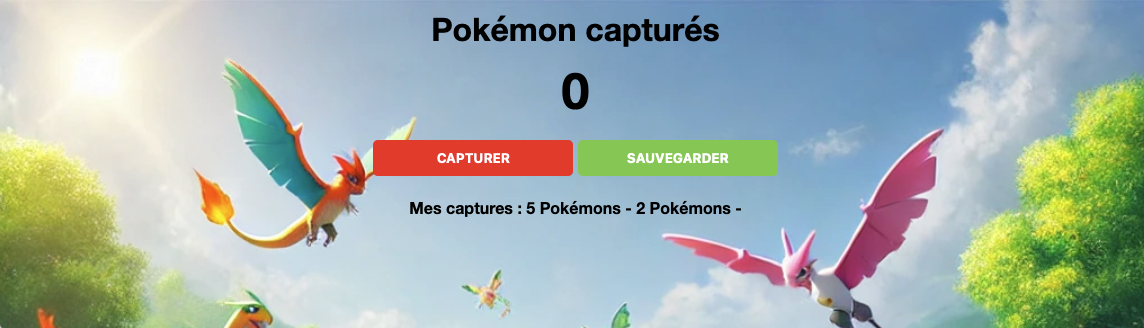 Pokémon capturés
0
CAPTURER SAUVEGARDER
Mes captures : 5 Pokémons - 2 Pokémons -